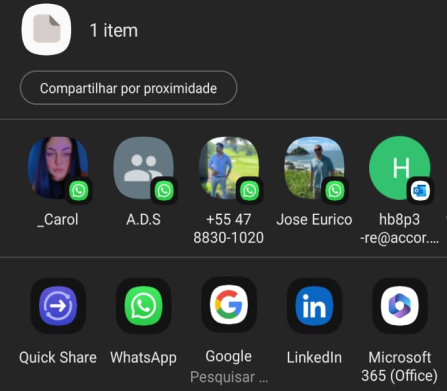 1 item
Compartilhar por proximidade
_Carol
A.D.S
+55 47
8830-1020
Jose Eurico
hb8p3
-re@accor....
H
Quick Share
WhatsApp
Google
Pesquisar ...
LinkedIn
in
Microsoft
365 (Office)